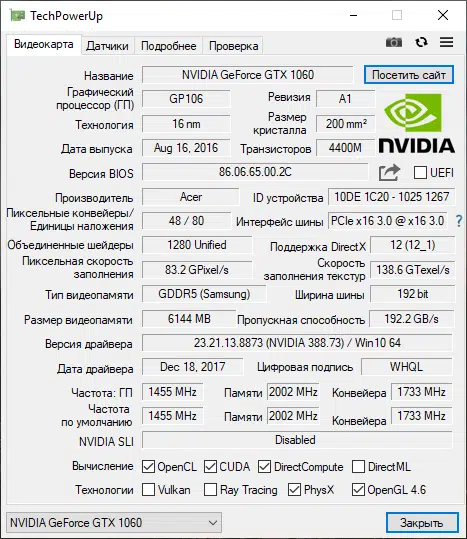 TechPowerUp
Видеокарта Датчики Подробнее Проверка
Название NVIDIA GeForce GTX 1060 Посетить сайт
Графический процессор (ГП) GP106 Ревизия A1
Технология 16 nm Размер кристалла 200 mm²
Дата выпуска Aug 16, 2016 Транзисторов 4400M
NVIDIA
Версия BIOS 86.06.65.00.2C UEFI
Производитель Acer ID устройства 10DE 1C20 - 1025 1267
Пиксельные конвейеры/ Единицы наложения 48 / 80 Интерфейс шины PCIe x16 3.0 @ x16 3.0 ?
Объединенные шейдеры 1280 Unified Поддержка DirectX 12 (12_1)
Пиксельная скорость заполнения 83.2 GPixel/s Скорость заполнения текстур 138.6 GTexel/s
Тип видеопамяти GDDR5 (Samsung) Ширина шины 192 bit
Размер видеопамяти 6144 MB Пропускная способность 192.2 GB/s
Версия драйвера 23.21.13.8873 (NVIDIA 388.73) / Win10 64
Дата драйвера Dec 18, 2017 Цифровая подпись WHQL
Частота: ГП 1455 MHz Памяти 2002 MHz Конвейера 1733 MHz
Частота по умолчанию 1455 MHz Памяти 2002 MHz Конвейера 1733 MHz
NVIDIA SLI Disabled
Вычисление OpenCL CUDA DirectCompute DirectML
Технологии Vulkan Ray Tracing PhysX OpenGL 4.6
NVIDIA GeForce GTX 1060 Закрыть